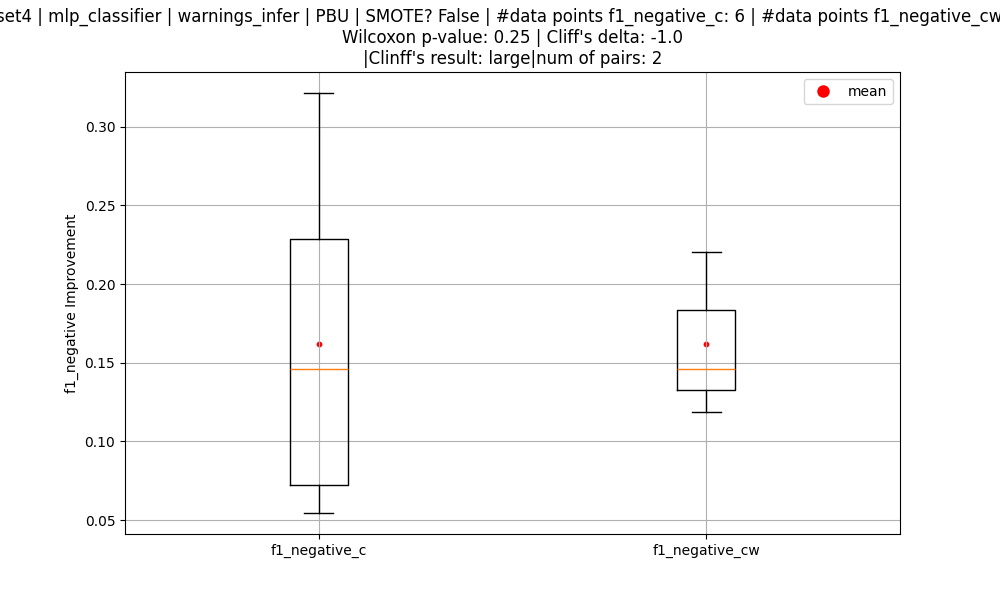 set4 | mlp_classifier | warnings_infer | PBU | SMOTE? False | #data points f1_negative_c: 6 | #data points f1_negative_cw
Wilcoxon p-value: 0.25 | Cliff's delta: -1.0
|Clinff's result: large|num of pairs: 2
mean
0.30
0.25
0.20
0.15
0.10
0.05
f1_negative Improvement
f1_negative_c f1_negative_cw